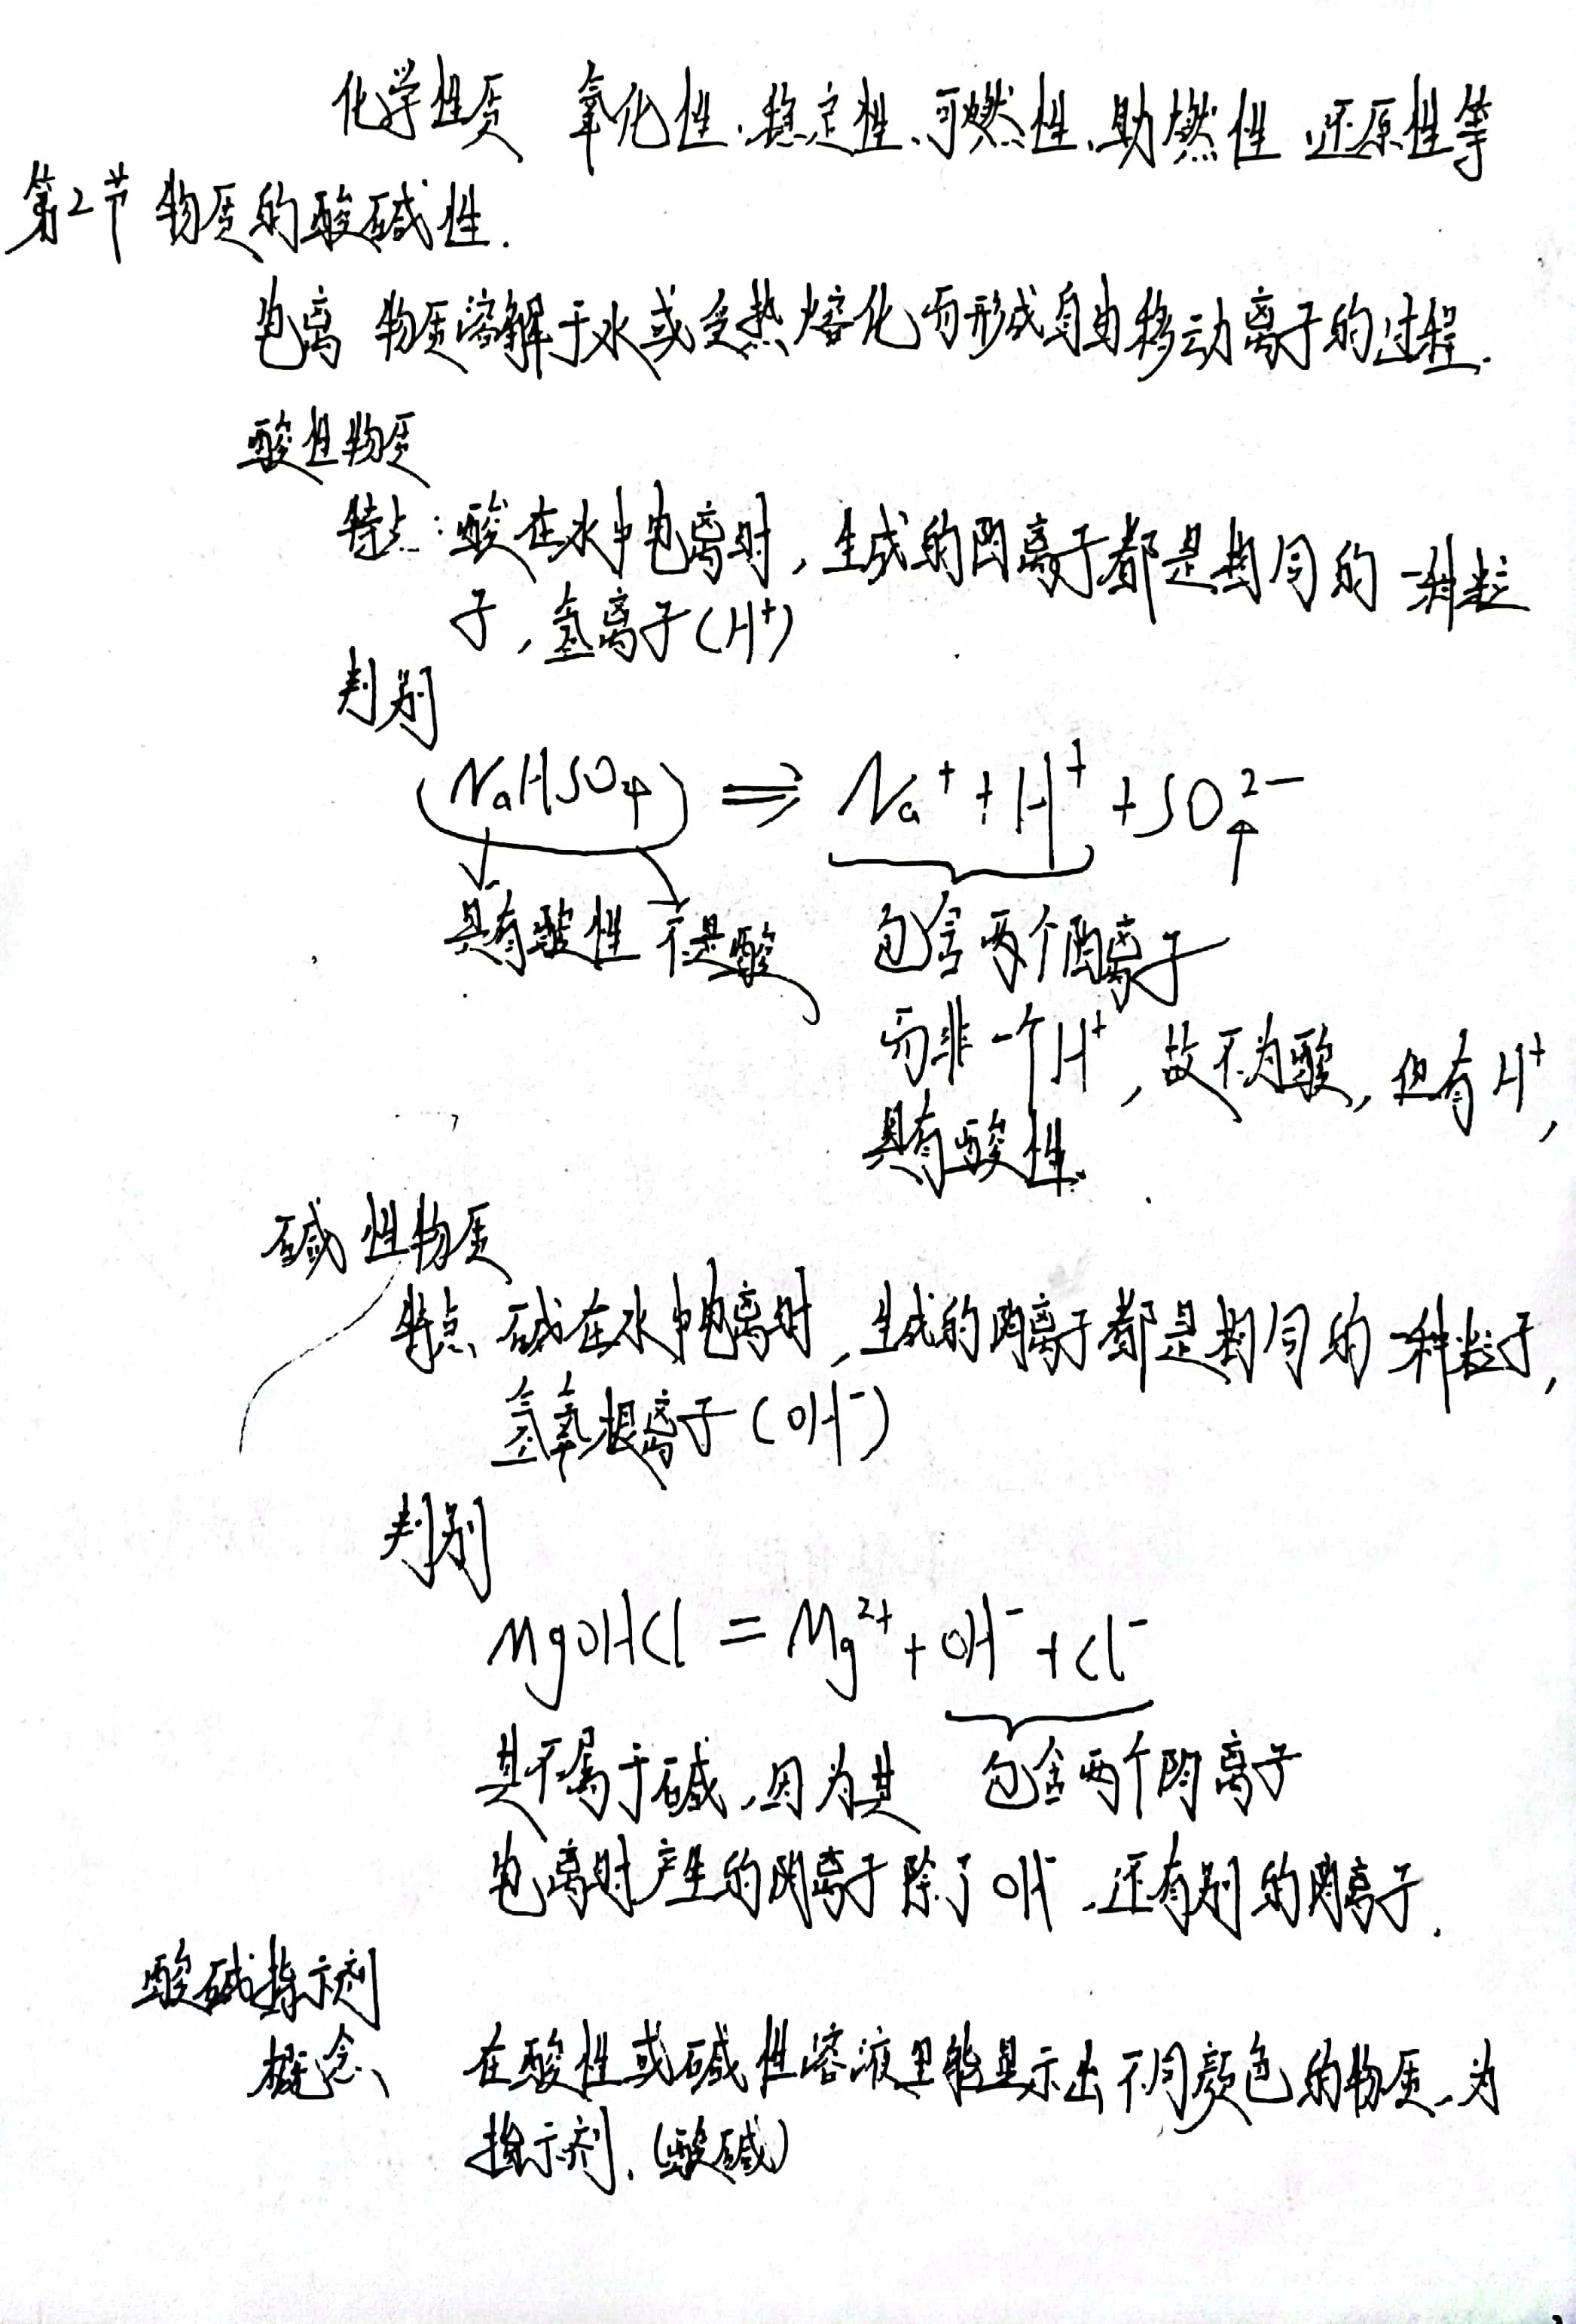 化学性质 氧化性、稳定性、可燃性、助燃性、还原性等
第2节 物质的酸碱性.
电离 物质溶解于水或受热熔化而形成自由移动离子的过程.
酸性物质
特点:酸在水中电离时,生成的阳离子都是相同的一种粒
子,氢离子(H⁺)
判别
(NaHSO₄) ⇒ Na⁺ + H⁺ + SO₄²⁻
具有酸性 不是酸 包含两个阳离子
而非一个H⁺,故不为酸,但有H⁺,
具有酸性.
碱性物质
特点 碱在水中电离时,生成的阴离子都是相同的一种粒子,
氢氧根离子(OH⁻)
判别
MgOHCl = Mg²⁺ + OH⁻ + Cl⁻
其不属于碱,因为其 包含两个阴离子
电离时产生的阴离子除了OH⁻,还有别的阴离子.
酸碱指示剂
概念、 在酸性或碱性溶液里能显示出不同颜色的物质、为
指示剂.(酸碱)